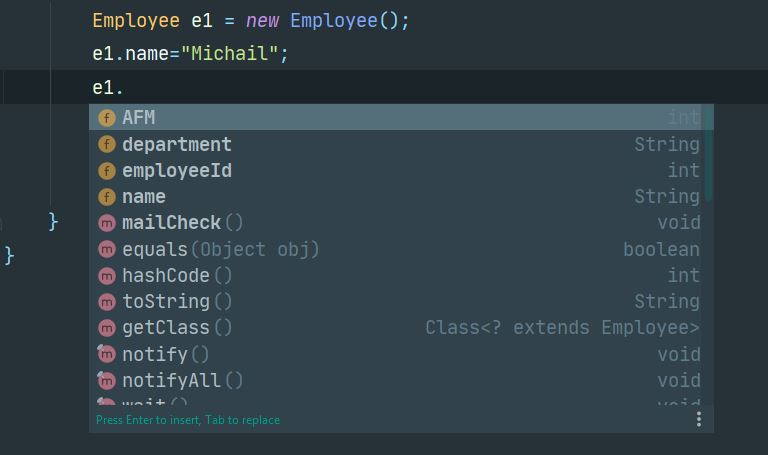 Employee e1 = new Employee();
e1.name="Michail";
e1.
f AFM int
f department String
f employeeId int
f name String
m mailCheck() void
m equals(Object obj) boolean
m hashCode() int
m toString() String
m getClass() Class<? extends Employee>
m notify() void
m notifyAll() void
m wait() void
Press Enter to insert, Tab to replace
}
}